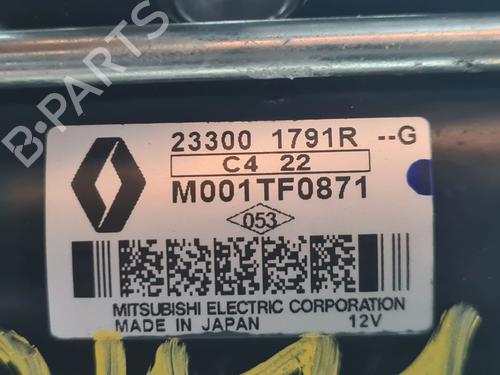 B-PARTS
23300 1791R --G
C4 22
M001TF0871
053
MITSUBISHI ELECTRIC CORPORATION
MADE IN JAPAN 12V